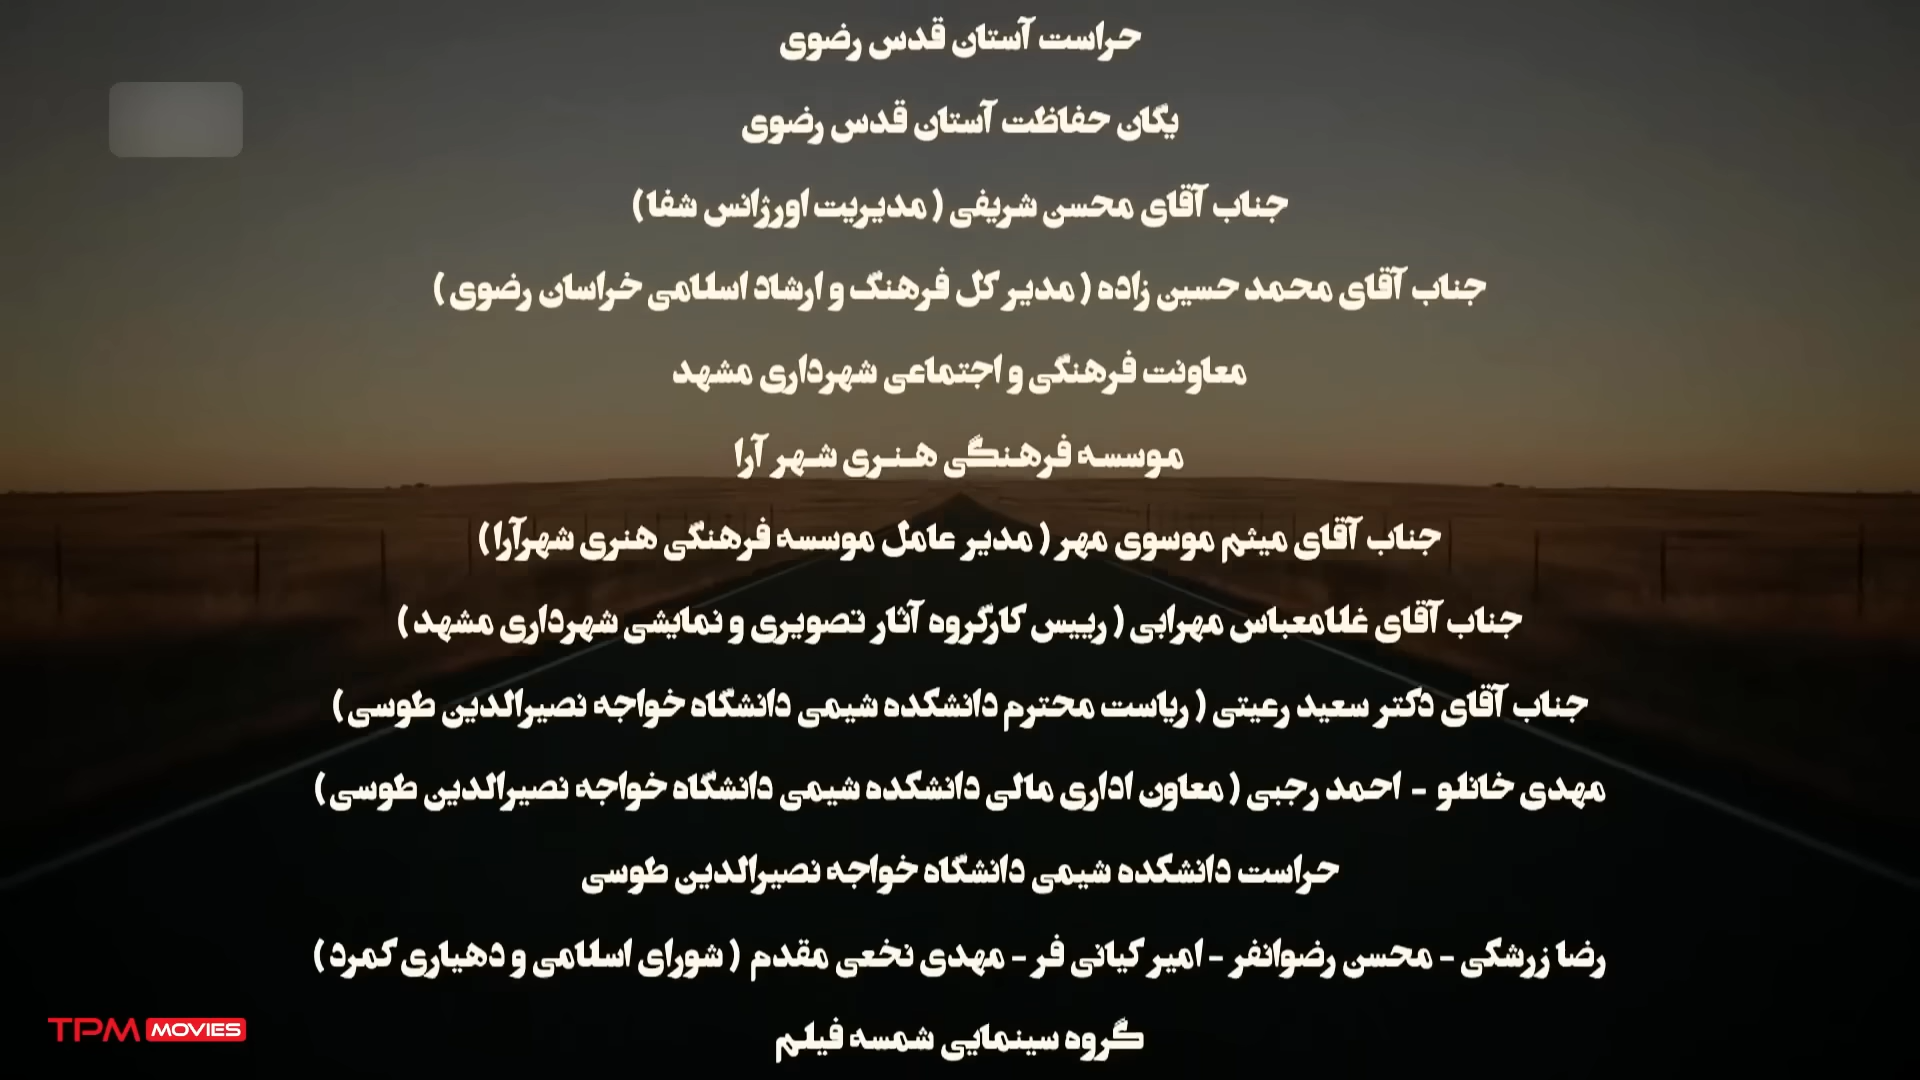 حراست آستان قدس رضوی
یگان حفاظت آستان قدس رضوی
جناب آقای محسن شریفی ( مدیریت اورژانس شفا )
جناب آقای محمد حسین زاده ( مدیر کل فرهنگ و ارشاد اسلامی خراسان رضوی )
معاونت فرهنگی و اجتماعی شهرداری مشهد
موسسه فرهنگی هنری شهر آرا
جناب آقای میثم موسوی مهر ( مدیر عامل موسسه فرهنگی هنری شهرآرا )
جناب آقای غلامعباس مهرابی ( رییس کارگروه آثار تصویری و نمایشی شهرداری مشهد )
جناب آقای دکتر سعید رعیتی ( ریاست محترم دانشکده شیمی دانشگاه خواجه نصیرالدین طوسی )
مهدی خانلو - احمد رجبی ( معاون اداری مالی دانشکده شیمی دانشگاه خواجه نصیرالدین طوسی )
حراست دانشکده شیمی دانشگاه خواجه نصیرالدین طوسی
رضا زرشکی - محسن رضوانفر - امیر کیانی فر - مهدی نخعی مقدم ( شورای اسلامی و دهیاری کمرد )
گروه سینمایی شمسه فیلم
TPM MOVIES